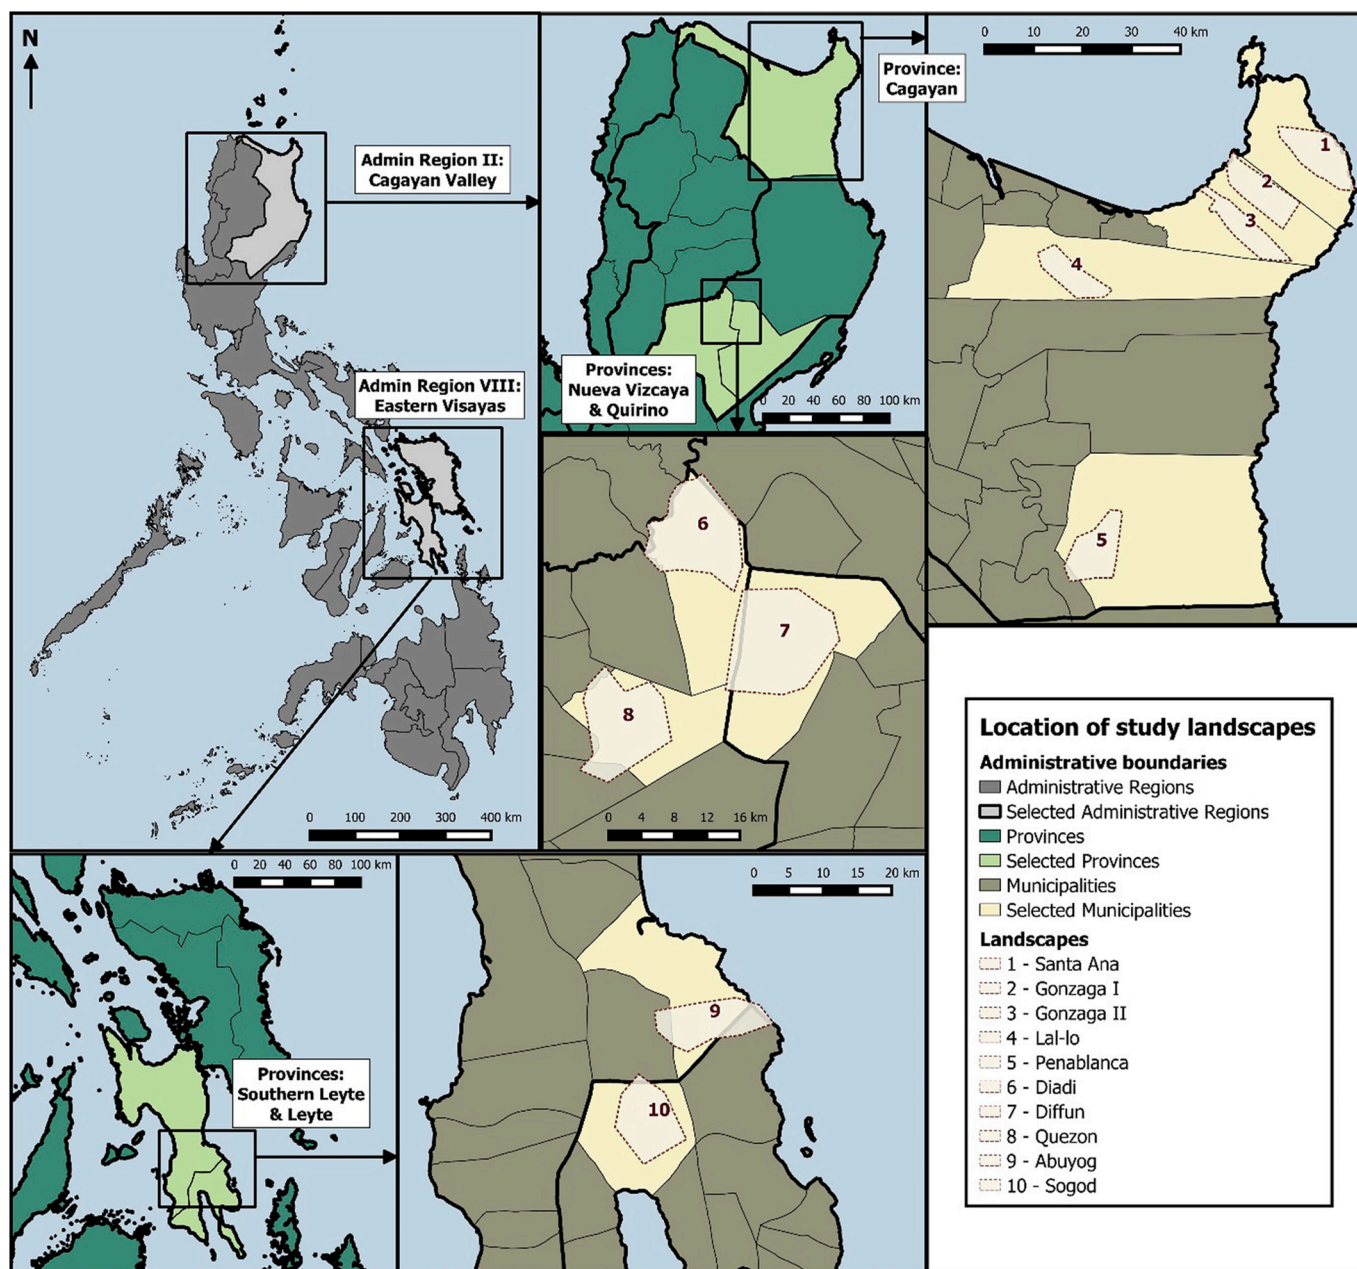 N
Admin Region II:
Cagayan Valley
Admin Region VIII:
Eastern Visayas
0 100 200 300 400 km
Provinces:
Nueva Vizcaya
& Quirino
0 20 40 60 80 100 km
Province:
Cagayan
0 10 20 30 40 km
1
2
3
4
5
6
7
8
0 4 8 12 16 km
0 20 40 60 80 100 km
Provinces:
Southern Leyte
& Leyte
0 5 10 15 20 km
9
10
Location of study landscapes
Administrative boundaries
Administrative Regions
Selected Administrative Regions
Provinces
Selected Provinces
Municipalities
Selected Municipalities
Landscapes
1 - Santa Ana
2 - Gonzaga I
3 - Gonzaga II
4 - Lal-lo
5 - Penablanca
6 - Diadi
7 - Diffun
8 - Quezon
9 - Abuyog
10 - Sogod